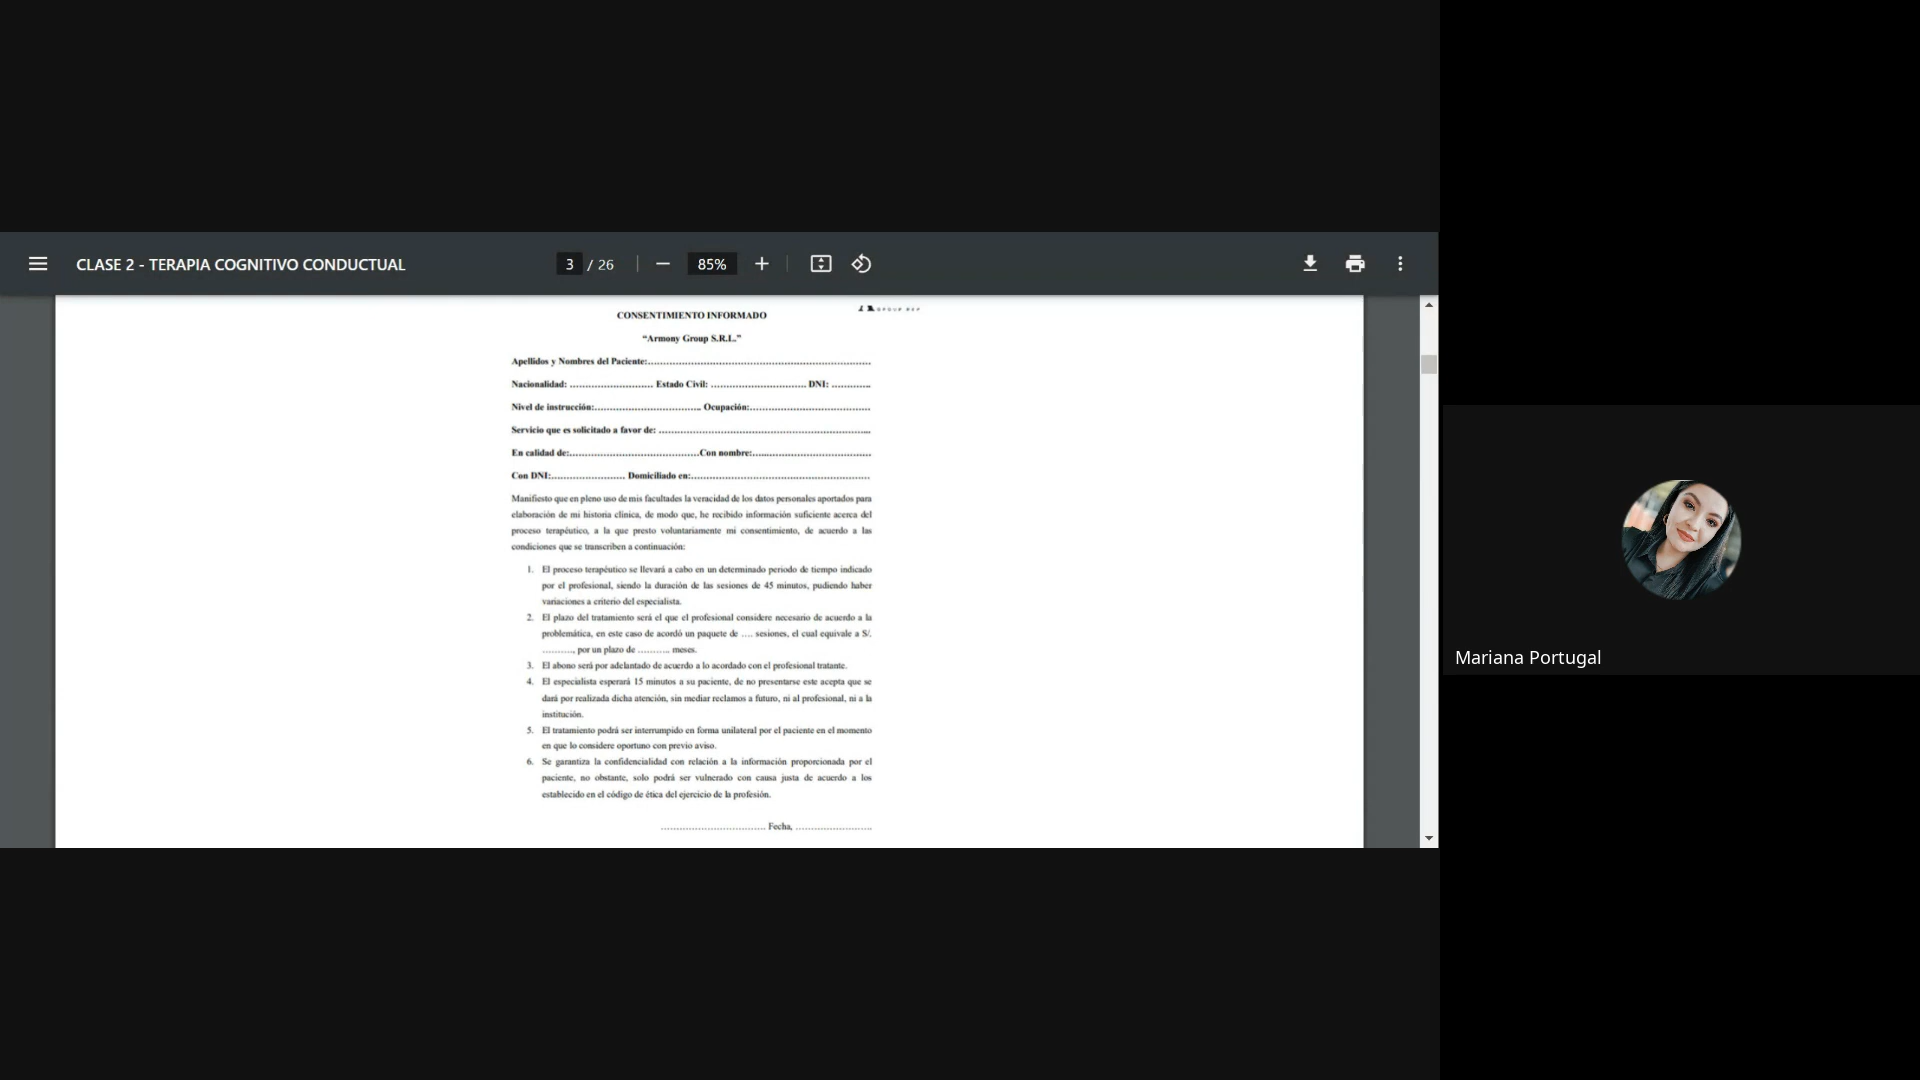 CLASE 2 - TERAPIA COGNITIVO CONDUCTUAL
3 / 26
85%
CONSENTIMIENTO INFORMADO
“Armony Group S.R.L.”
Apellidos y Nombres del Paciente:......................................................................
Nacionalidad: .......................... Estado Civil: .............................. DNI: ............
Nivel de instrucción:.................................. Ocupación:......................................
Servicio que es solicitado a favor de: ...................................................................
En calidad de:.........................................Con nombre:.....................................
Con DNI:....................... Domiciliado en:........................................................
Manifiesto que en pleno uso de mis facultades la veracidad de los datos personales aportados para
elaboración de mi historia clínica, de modo que, he recibido información suficiente acerca del
proceso terapéutico, a la que presto voluntariamente mi consentimiento, de acuerdo a las
condiciones que se transcriben a continuación:
1. El proceso terapéutico se llevará a cabo en un determinado periodo de tiempo indicado
por el profesional, siendo la duración de las sesiones de 45 minutos, pudiendo haber
variaciones a criterio del especialista.
2. El plazo del tratamiento será el que el profesional considere necesario de acuerdo a la
problemática, en este caso de acordó un paquete de .... sesiones, el cual equivale a S/.
.........., por un plazo de .......... meses.
3. El abono será por adelantado de acuerdo a lo acordado con el profesional tratante.
4. El especialista esperará 15 minutos a su paciente, de no presentarse este acepta que se
dará por realizada dicha atención, sin mediar reclamos a futuro, ni al profesional, ni a la
institución.
5. El tratamiento podrá ser interrumpido en forma unilateral por el paciente en el momento
en que lo considere oportuno con previo aviso.
6. Se garantiza la confidencialidad con relación a la información proporcionada por el
paciente, no obstante, solo podrá ser vulnerado con causa justa de acuerdo a los
establecido en el código de ética del ejercicio de la profesión.
................................. Fecha, ........................
Mariana Portugal